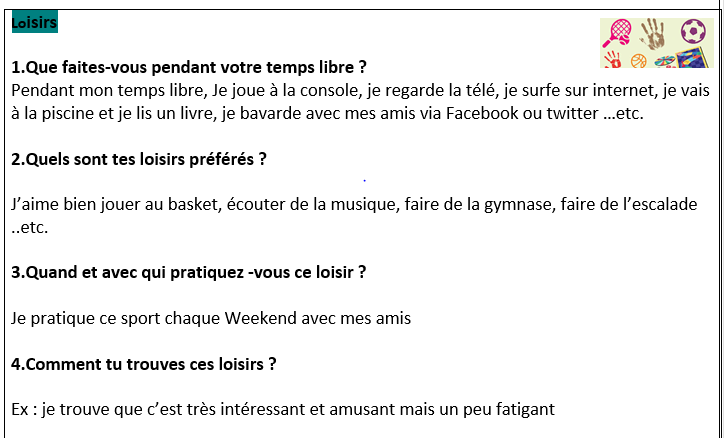 Loisirs
1.Que faites-vous pendant votre temps libre ?
Pendant mon temps libre, Je joue à la console, je regarde la télé, je surfe sur internet, je vais
à la piscine et je lis un livre, je bavarde avec mes amis via Facebook ou twitter …etc.
2.Quels sont tes loisirs préférés ?
J’aime bien jouer au basket, écouter de la musique, faire de la gymnase, faire de l’escalade
..etc.
3.Quand et avec qui pratiquez -vous ce loisir ?
Je pratique ce sport chaque Weekend avec mes amis
4.Comment tu trouves ces loisirs ?
Ex : je trouve que c’est très intéressant et amusant mais un peu fatigant